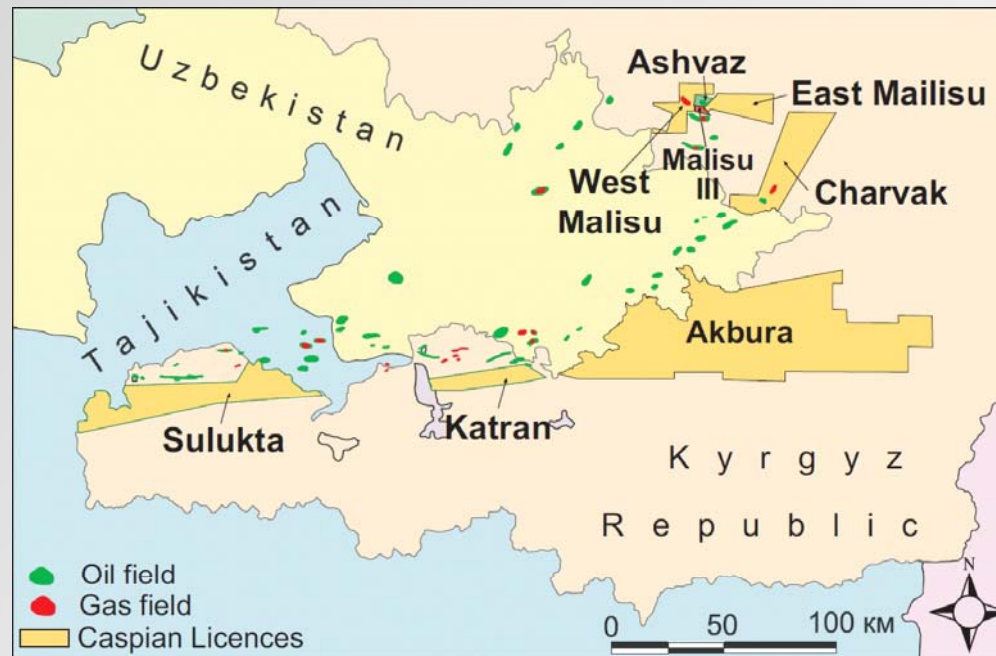 Uzbekistan
Tajikistan
Ashvaz
East Mailisu
West
Malisu
Malisu
III
Charvak
Akbura
Sulukta
Katran
Kyrgyz
Republic
Oil field
Gas field
Caspian Licences
0 50 100 км
N